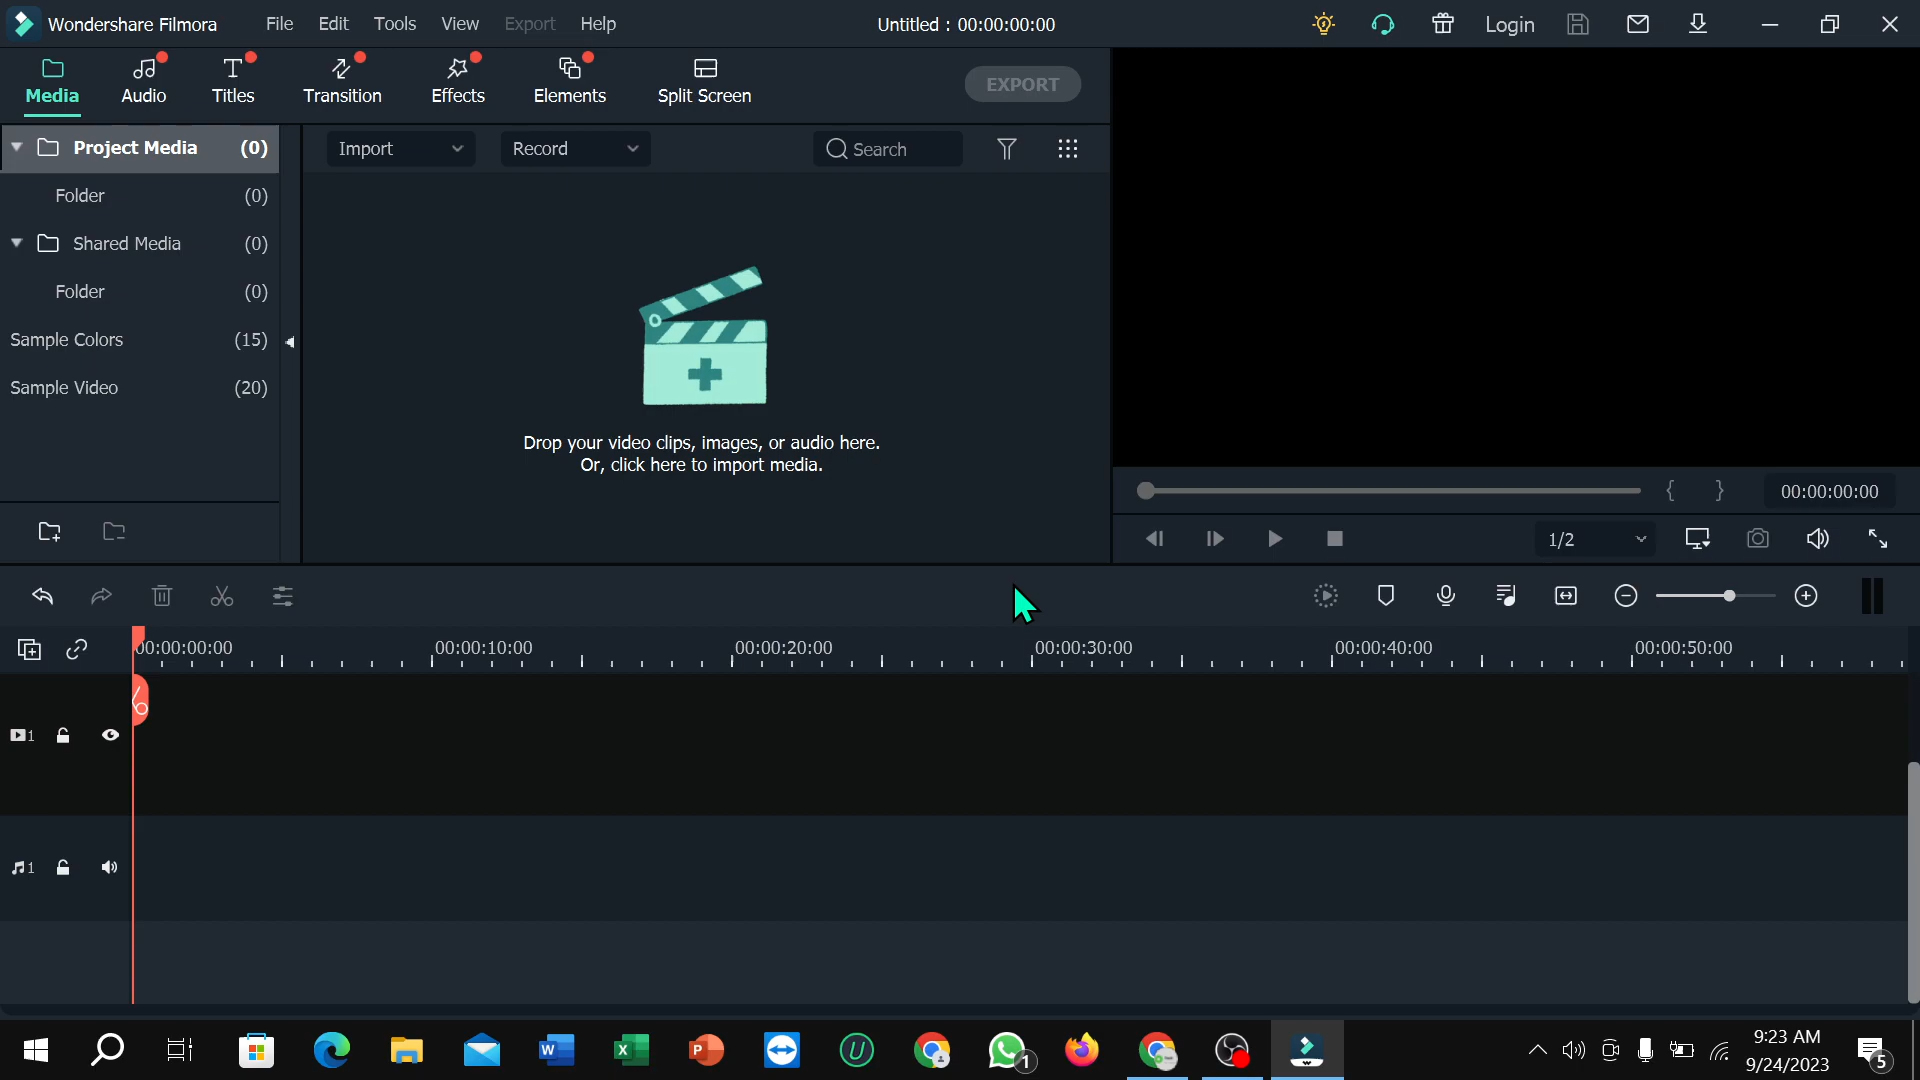 Wondershare Filmora File Edit Tools View Export Help Untitled : 00:00:00:00 Login
Media Audio Titles Transition Effects Elements Split Screen EXPORT
Project Media (0)
Folder (0)
Shared Media (0)
Folder (0)
Sample Colors (15)
Sample Video (20)
Import Record Search
Drop your video clips, images, or audio here.
Or, click here to import media.
{ } 00:00:00:00
1/2
00:00:00:00 00:00:10:00 00:00:20:00 00:00:30:00 00:00:40:00 00:00:50:00
1
1
W X P U 1
9:23 AM
9/24/2023
5